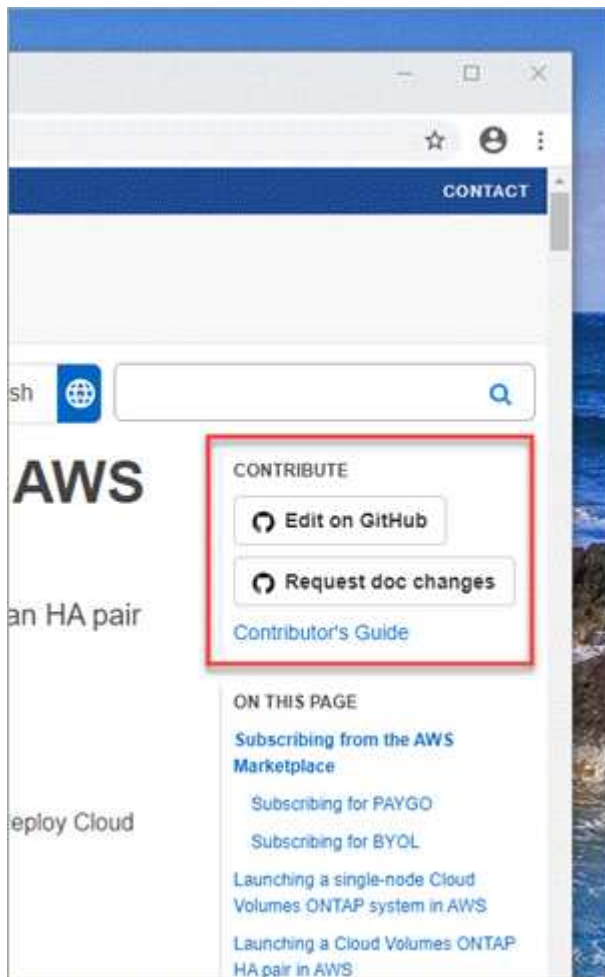 CONTACT
sh
AWS
CONTRIBUTE
Edit on GitHub
Request doc changes
an HA pair
Contributor's Guide
ON THIS PAGE
Subscribing from the AWS
Marketplace
Subscribing for PAYGO
eploy Cloud
Subscribing for BYOL
Launching a single-node Cloud
Volumes ONTAP system in AWS
Launching a Cloud Volumes ONTAP
HA pair in AWS